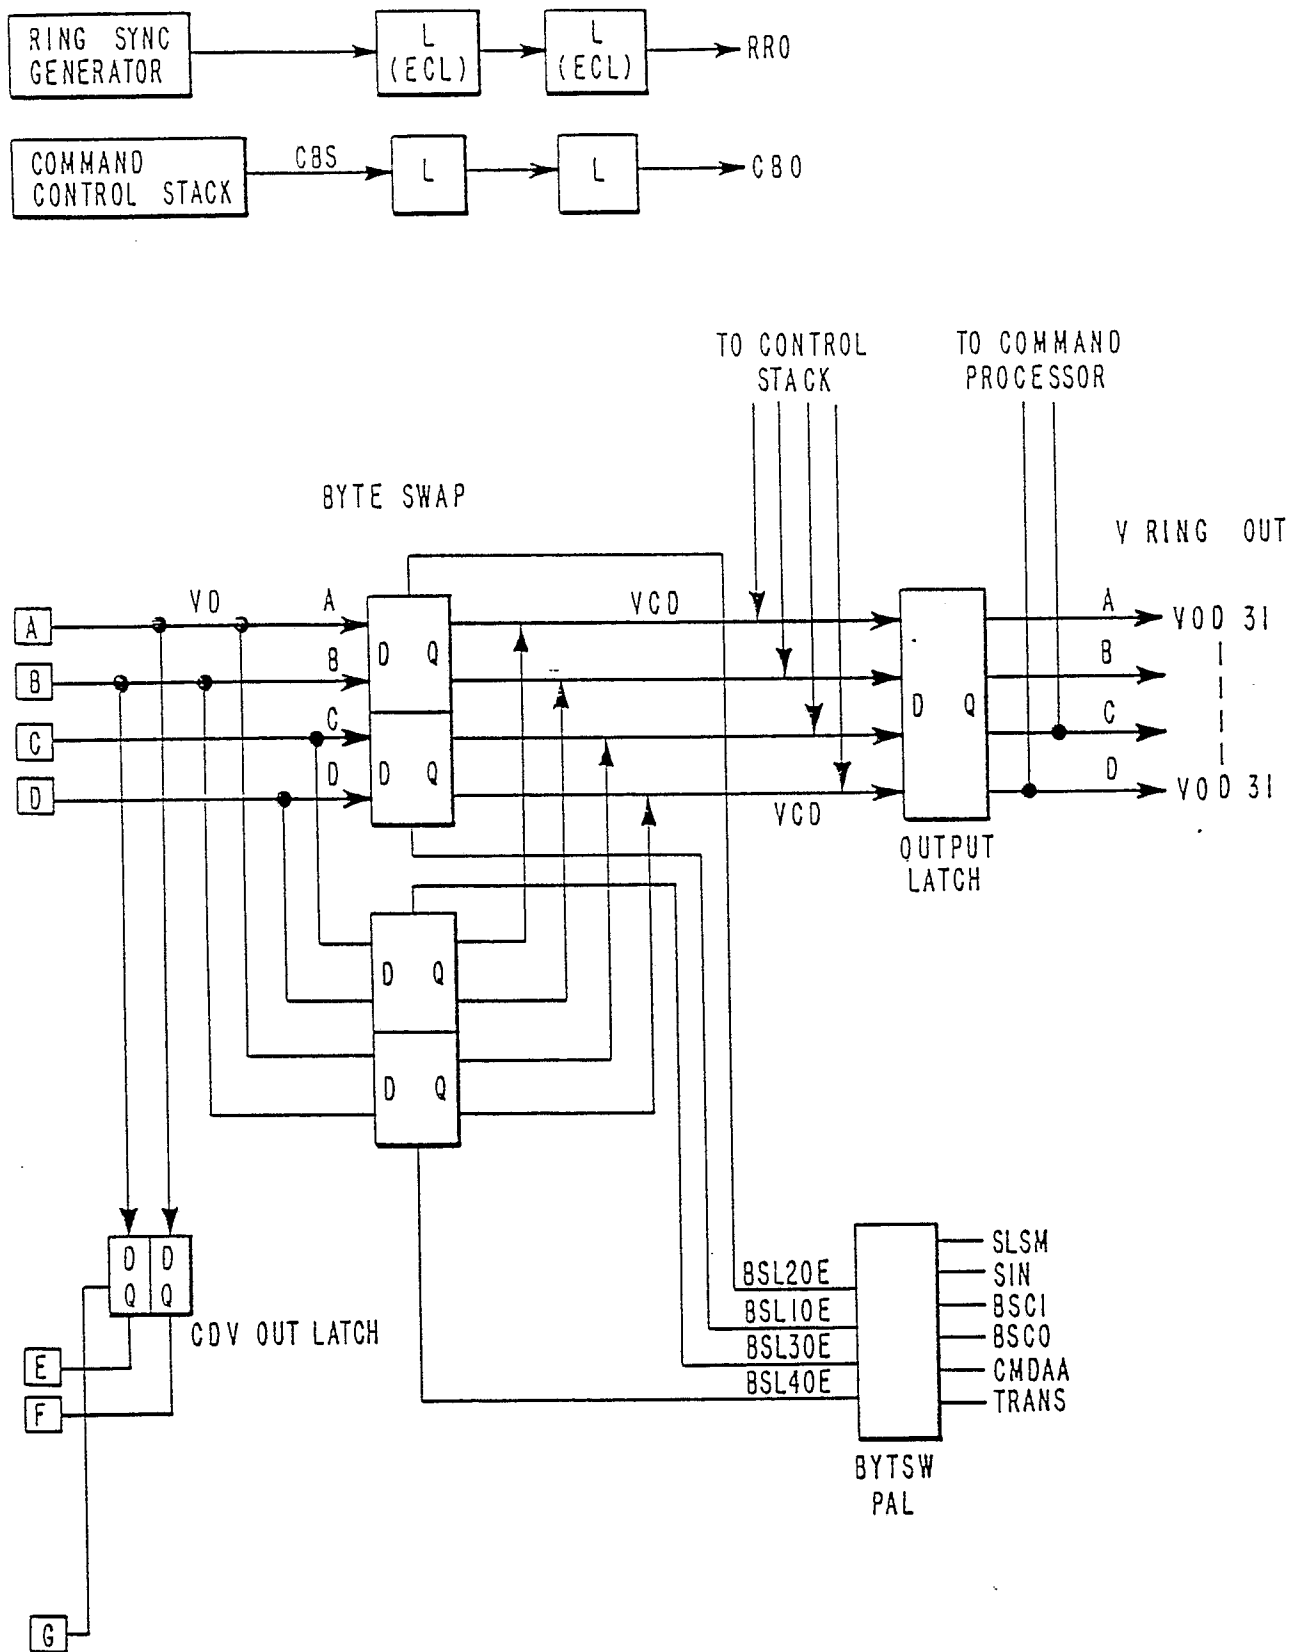 RING SYNC
GENERATOR
L
(ECL)
L
(ECL)
RRO
COMMAND
CONTROL STACK
CBS
L
L
CBO
TO CONTROL
STACK
TO COMMAND
PROCESSOR
BYTE SWAP
V RING OUT
A
VD
A
D Q
VCD
D Q
A
VOD 31
B
B
B
C
C
D Q
C
D
D
VCD
D
VOD 31
OUTPUT
LATCH
D Q
D Q
D D
Q Q
CDV OUT LATCH
E
F
G
BSL20E
BSL10E
BSL30E
BSL40E
SLSM
SIN
BSCI
BSCO
CMDAA
TRANS
BYTSW
PAL